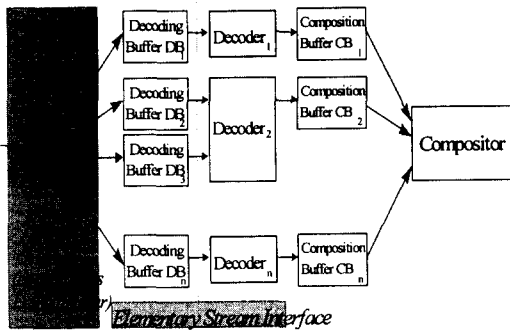 Decoding
Buffer DB1
Decoder1
Composition
Buffer CB1
Decoding
Buffer DB2
Decoder2
Composition
Buffer CB2
Decoding
Buffer DB3
Compositor
Decoding
Buffer DBn
Decodern
Composition
Buffer CBn
Elementary Stream Interface